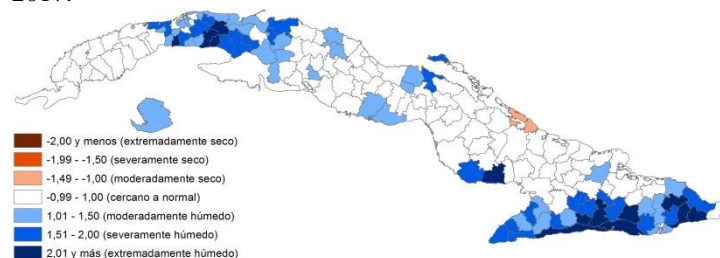 2017.
-2,00 y menos (extremadamente seco)
-1,99 - -1,50 (severamente seco)
-1,49 - -1,00 (moderadamente seco)
-0,99 - 1,00 (cercano a normal)
1,01 - 1,50 (moderadamente húmedo)
1,51 - 2,00 (severamente húmedo)
2,01 y más (extremadamente húmedo)